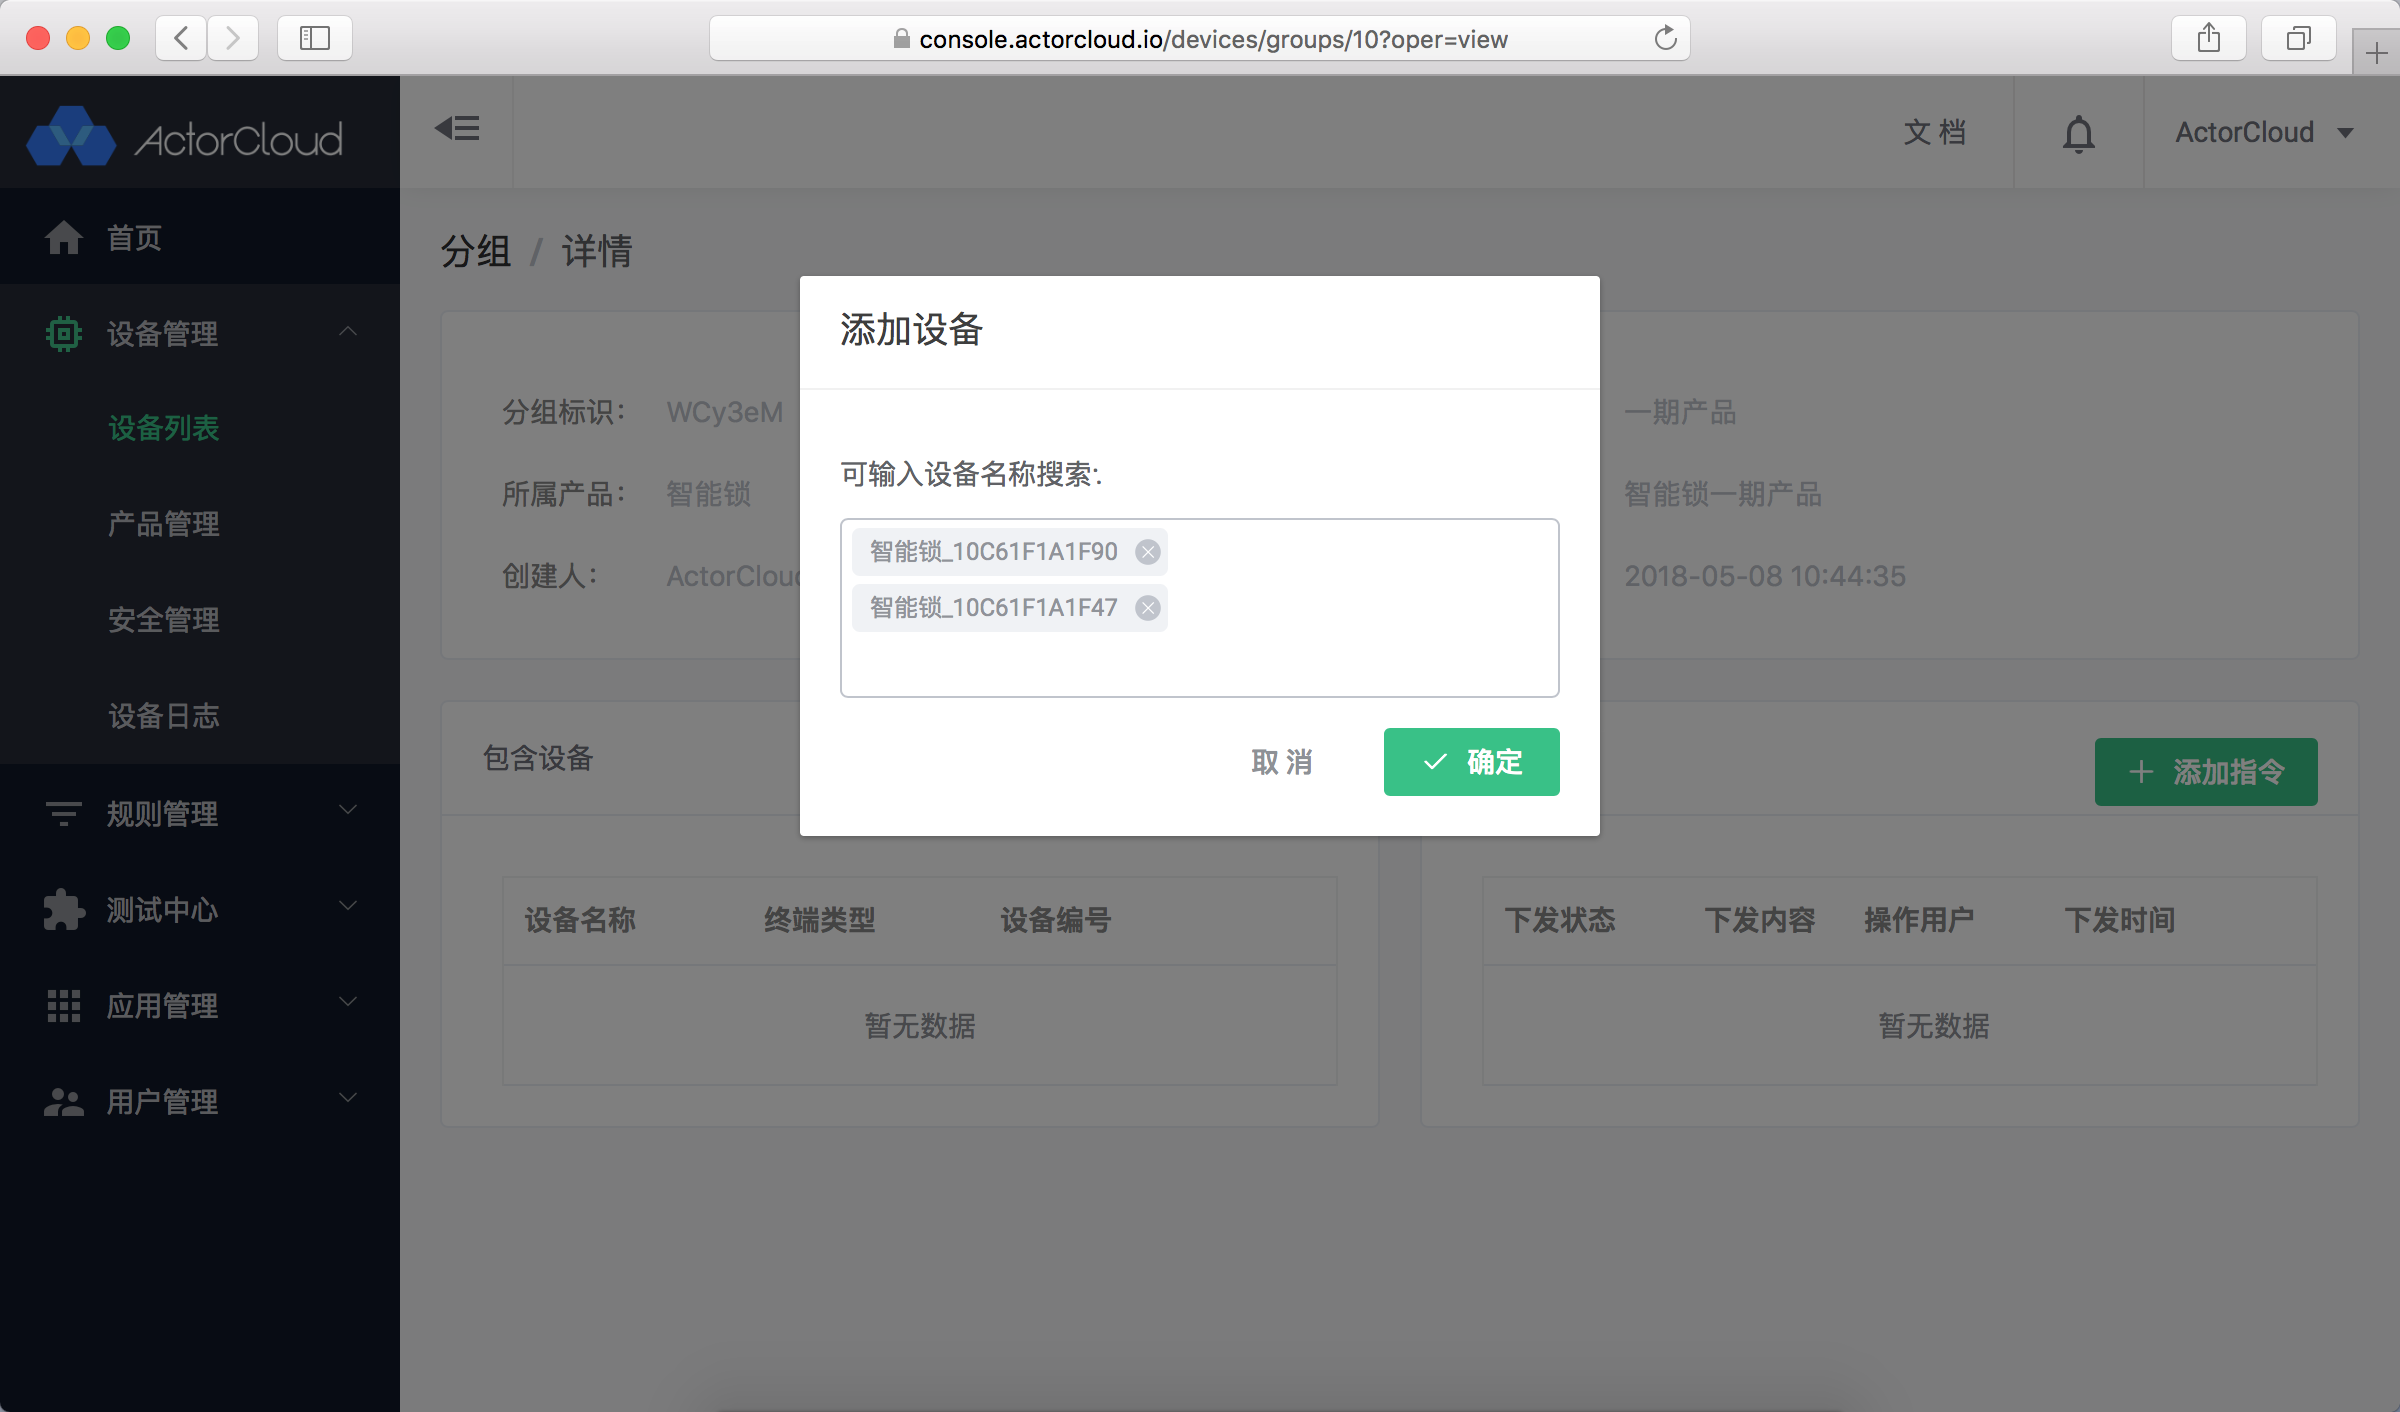 console.actorcloud.io/devices/groups/10?oper=view
ActorCloud
文 档
ActorCloud
首页
设备管理
设备列表
产品管理
安全管理
设备日志
规则管理
测试中心
应用管理
用户管理
分组 / 详情
分组标识： WCy3eM
一期产品
所属产品： 智能锁
智能锁一期产品
创建人： ActorCloud
2018-05-08 10:44:35
添加设备
可输入设备名称搜索:
智能锁_10C61F1A1F90
智能锁_10C61F1A1F47
取 消
确定
包含设备
添加指令
设备名称 终端类型 设备编号
暂无数据
下发状态 下发内容 操作用户 下发时间
暂无数据